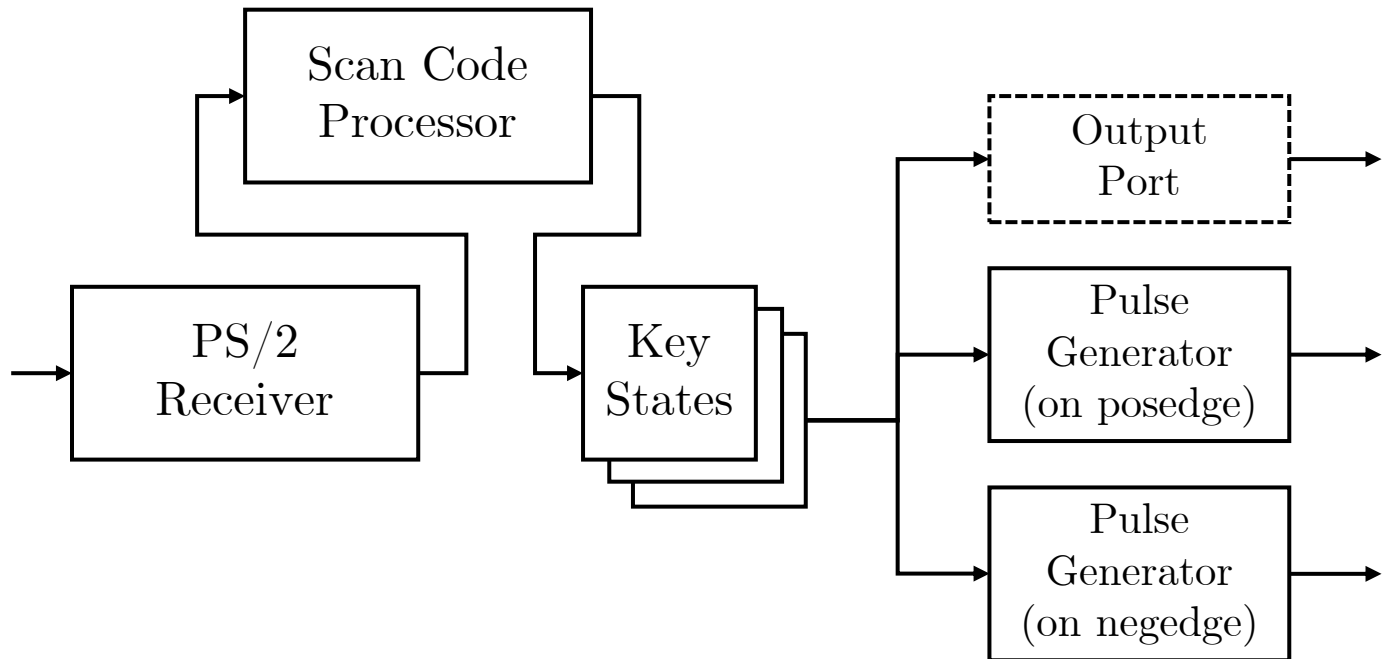 Scan Code
Processor
PS/2
Receiver
Key
States
Output
Port
Pulse
Generator
(on posedge)
Pulse
Generator
(on negedge)